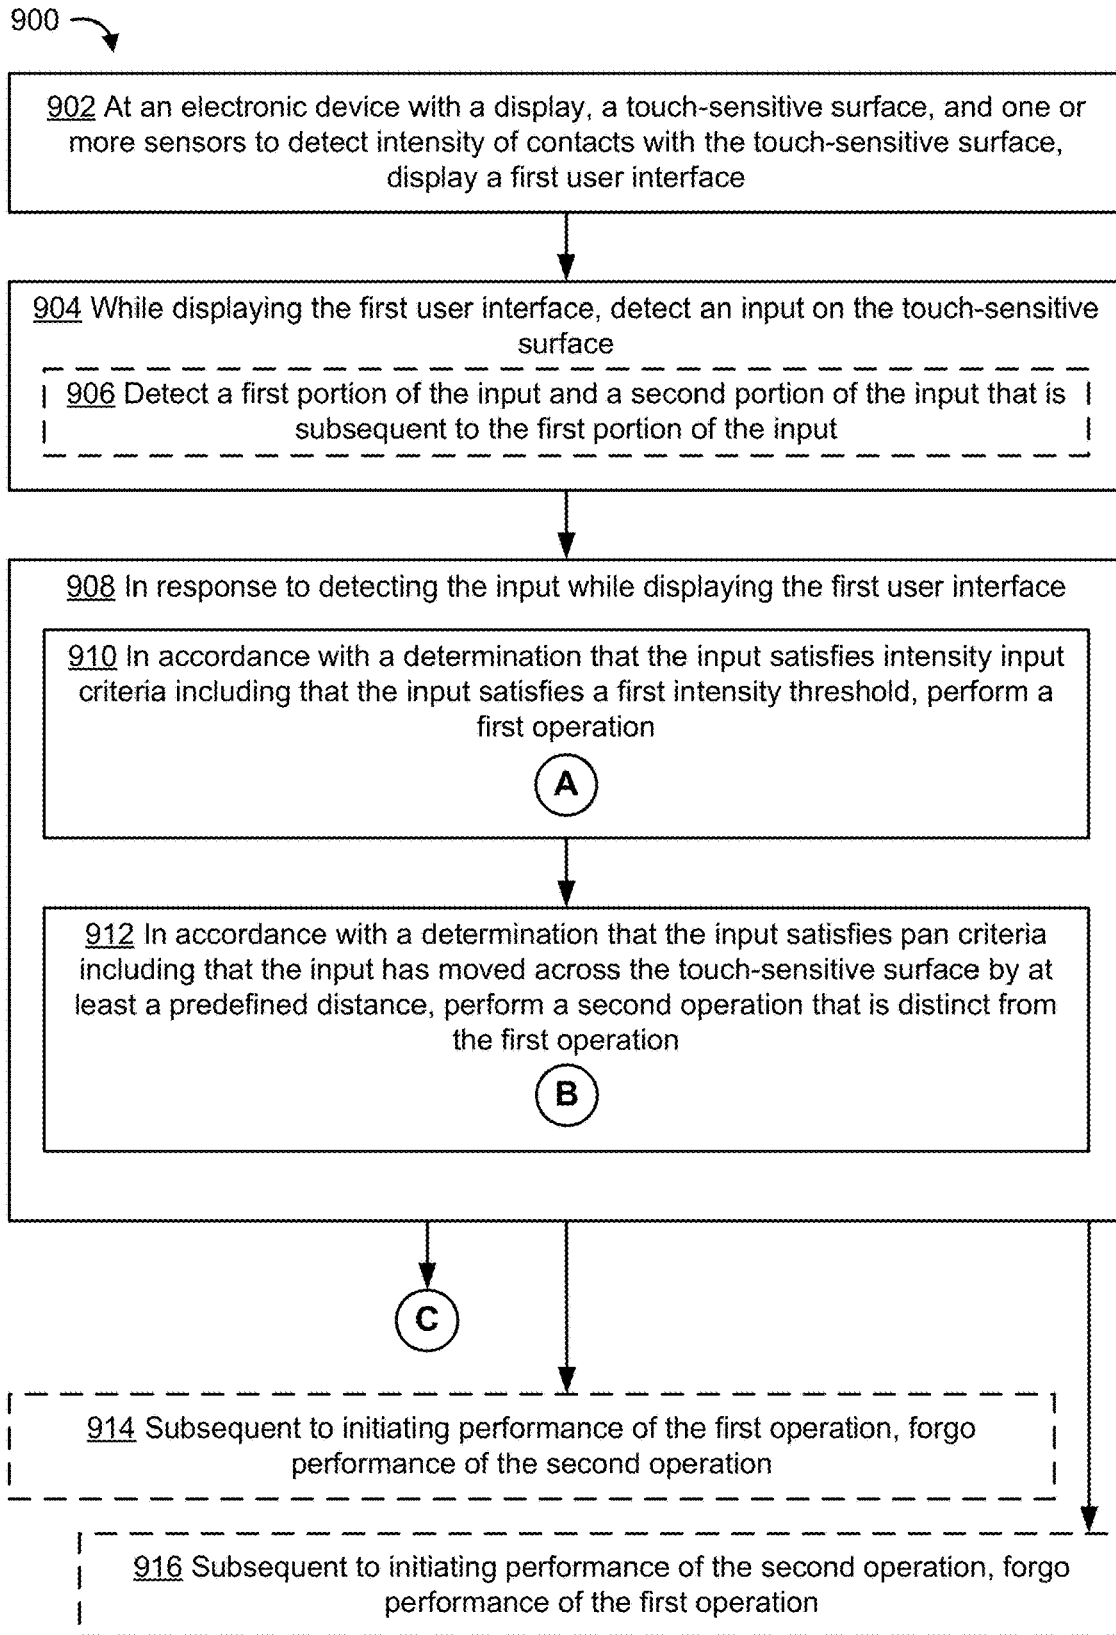 900
902 At an electronic device with a display, a touch-sensitive surface, and one or
more sensors to detect intensity of contacts with the touch-sensitive surface,
display a first user interface
904 While displaying the first user interface, detect an input on the touch-sensitive
surface
906 Detect a first portion of the input and a second portion of the input that is
subsequent to the first portion of the input
908 In response to detecting the input while displaying the first user interface
910 In accordance with a determination that the input satisfies intensity input
criteria including that the input satisfies a first intensity threshold, perform a
first operation
A
912 In accordance with a determination that the input satisfies pan criteria
including that the input has moved across the touch-sensitive surface by at
least a predefined distance, perform a second operation that is distinct from
the first operation
B
C
914 Subsequent to initiating performance of the first operation, forgo
performance of the second operation
916 Subsequent to initiating performance of the second operation, forgo
performance of the first operation